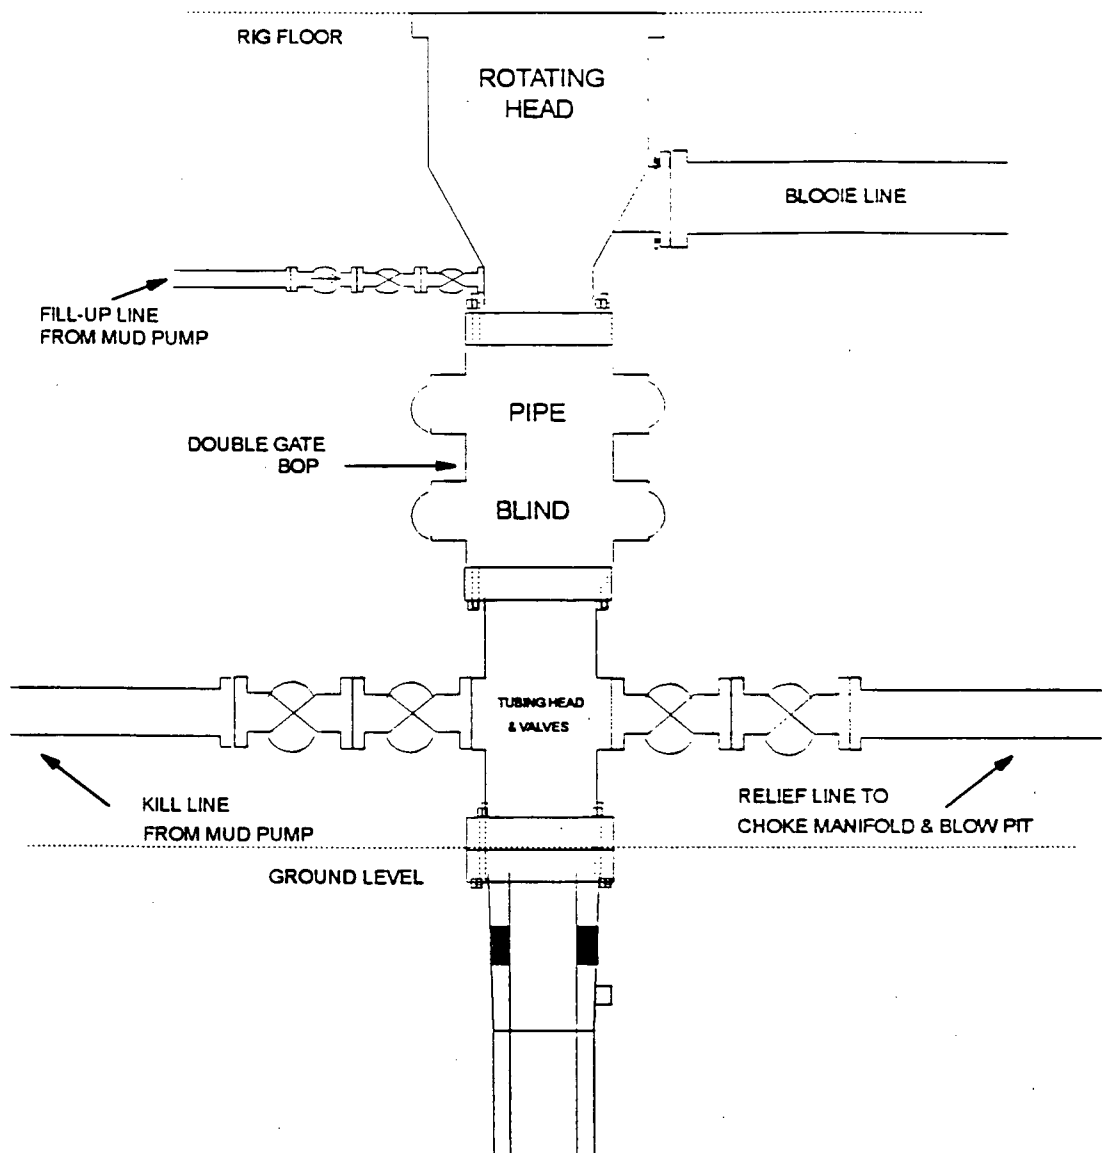 RIG FLOOR
ROTATING
HEAD
BLOOIE LINE
FILL-UP LINE
FROM MUD PUMP
PIPE
DOUBLE GATE
BOP
BLIND
TUBING HEAD
& VALVES
KILL LINE
FROM MUD PUMP
RELIEF LINE TO
CHOKE MANIFOLD & BLOW PIT
GROUND LEVEL